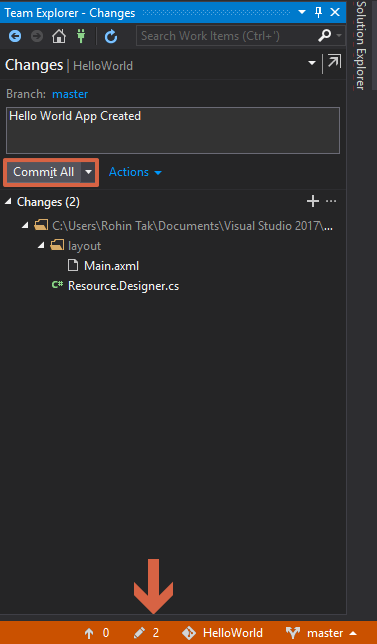 Team Explorer - Changes
Search Work Items (Ctrl+')
Changes | HelloWorld
Branch: master
Hello World App Created
Commit All
Actions
Changes (2)
C:\Users\Rohin Tak\Documents\Visual Studio 2017\...
layout
Main.axml
C# Resource.Designer.cs
0 2 HelloWorld master
Solution Explorer